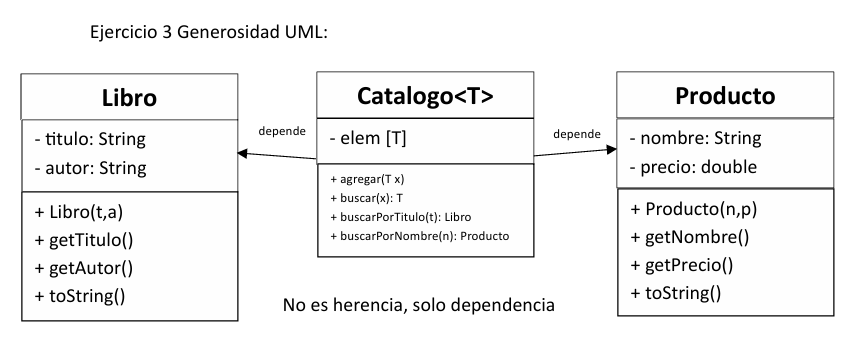 Ejercicio 3 Generosidad UML:
Libro
- titulo: String
- autor: String
+ Libro(t,a)
+ getTitulo()
+ getAutor()
+ toString()
depende
Catalogo<T>
- elem [T]
+ agregar(T x)
+ buscar(x): T
+ buscarPorTitulo(t): Libro
+ buscarPorNombre(n): Producto
depende
Producto
- nombre: String
- precio: double
+ Producto(n,p)
+ getNombre()
+ getPrecio()
+ toString()
No es herencia, solo dependencia